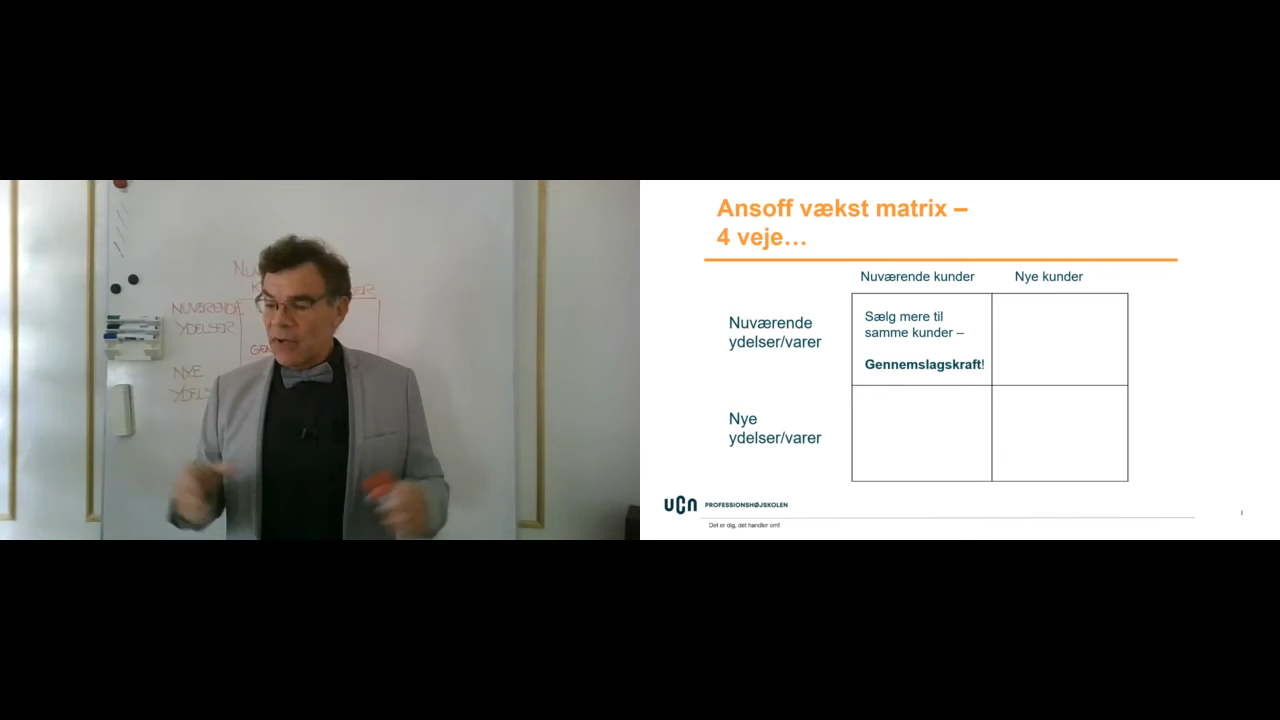 NUVÆRENDE
YDELSER
NYE
Ansoff vækst matrix –
4 veje…
Nuværende kunder
Nye kunder
Nuværende
ydelser/varer
Sælg mere til
samme kunder –
Gennemslagskraft!
Nye
ydelser/varer
ucn PROFESSIONSHØJSKOLEN
Det er dig, det handler om!